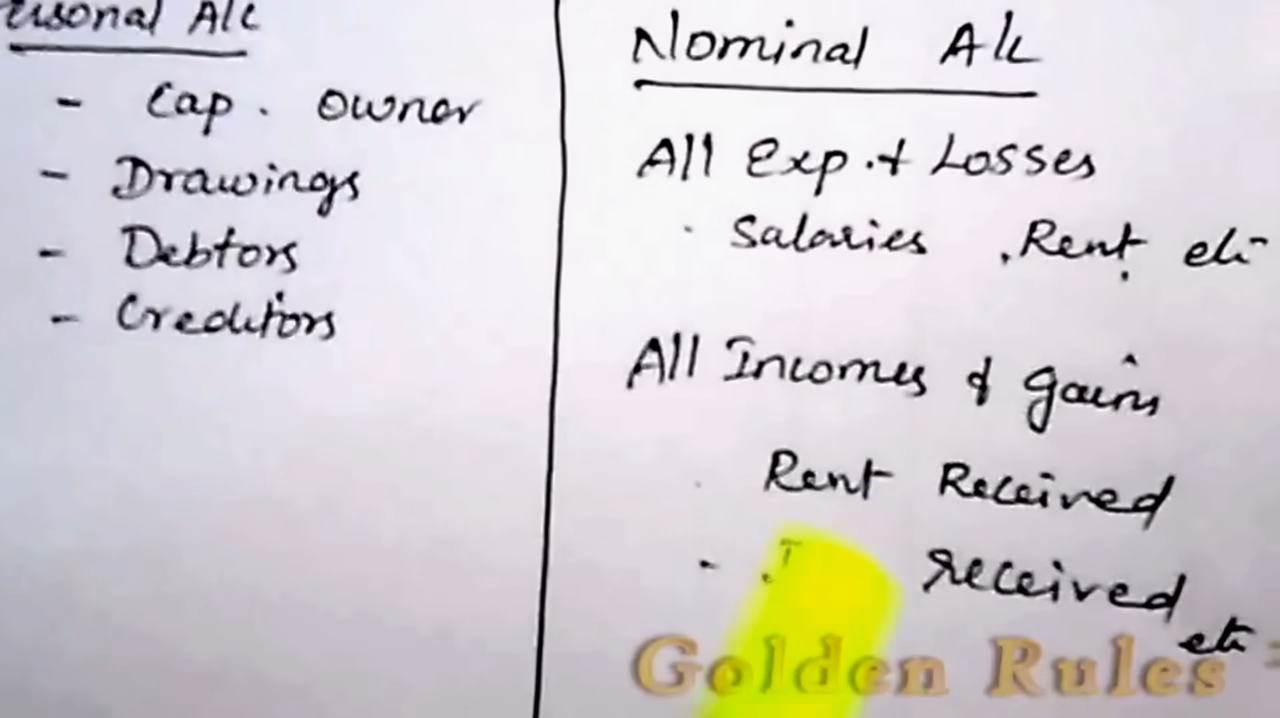 ersonal A/c
- Cap. Owner
- Drawings
- Debtors
- Creditors
Nominal A/c
All Exp. & Losses
. Salaries , Rent etc
All Incomes & gains
Rent Received
- received
etc
Golden Rules